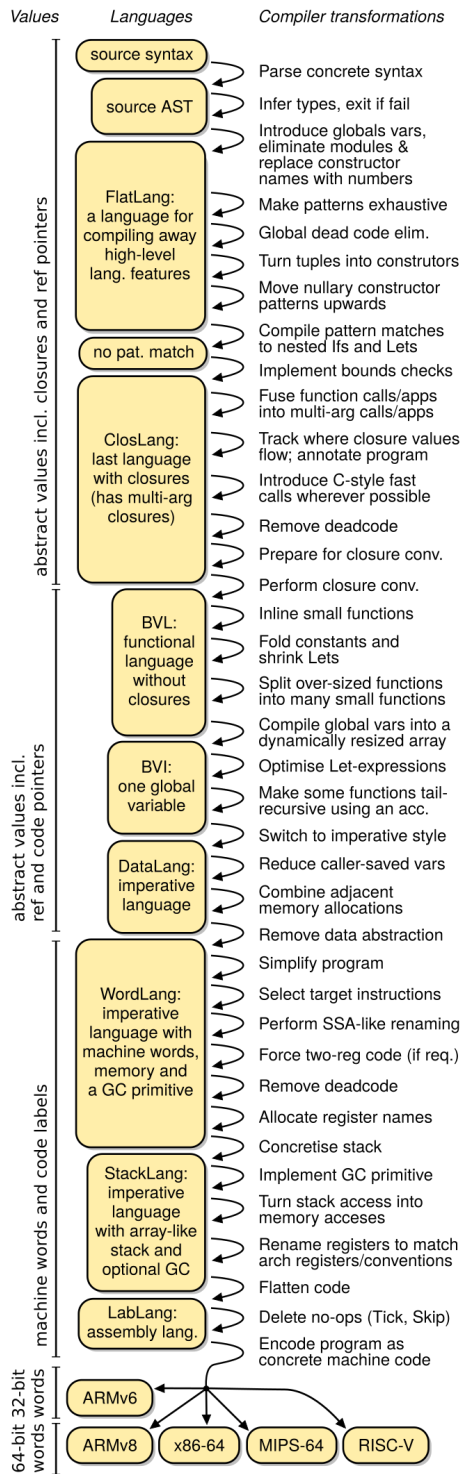 Values Languages Compiler transformations
source syntax
Parse concrete syntax
source AST
Infer types, exit if fail
Introduce globals vars,
eliminate modules &
replace constructor
names with numbers
FlatLang:
a language for
compiling away
high-level
lang. features
Make patterns exhaustive
Global dead code elim.
Turn tuples into construtors
Move nullary constructor
patterns upwards
Compile pattern matches
to nested Ifs and Lets
no pat. match
Implement bounds checks
Fuse function calls/apps
into multi-arg calls/apps
ClosLang:
last language
with closures
(has multi-arg
closures)
Track where closure values
flow; annotate program
Introduce C-style fast
calls wherever possible
Remove deadcode
Prepare for closure conv.
Perform closure conv.
abstract values incl. closures and ref pointers
BVL:
functional
language
without
closures
Inline small functions
Fold constants and
shrink Lets
Split over-sized functions
into many small functions
Compile global vars into a
dynamically resized array
BVI:
one global
variable
Optimise Let-expressions
Make some functions tail-
recursive using an acc.
Switch to imperative style
DataLang:
imperative
language
Reduce caller-saved vars
Combine adjacent
memory allocations
Remove data abstraction
abstract values incl.
ref and code pointers
WordLang:
imperative
language with
machine words,
memory and
a GC primitive
Simplify program
Select target instructions
Perform SSA-like renaming
Force two-reg code (if req.)
Remove deadcode
Allocate register names
Concretise stack
StackLang:
imperative
language
with array-like
stack and
optional GC
Implement GC primitive
Turn stack access into
memory acceses
Rename registers to match
arch registers/conventions
Flatten code
LabLang:
assembly lang.
Delete no-ops (Tick, Skip)
Encode program as
concrete machine code
machine words and code labels
32-bit
words
ARMv6
64-bit
words
ARMv8 x86-64 MIPS-64 RISC-V